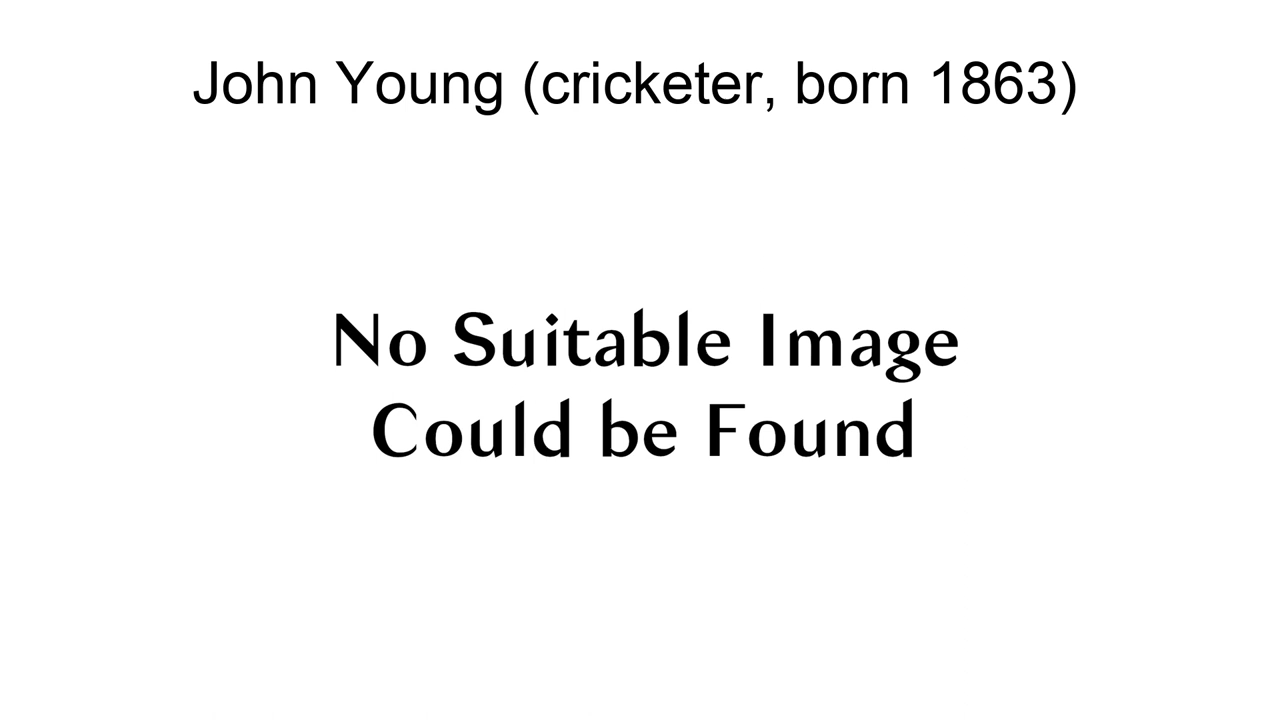 John Young (cricketer, born 1863)
No Suitable Image
Could be Found